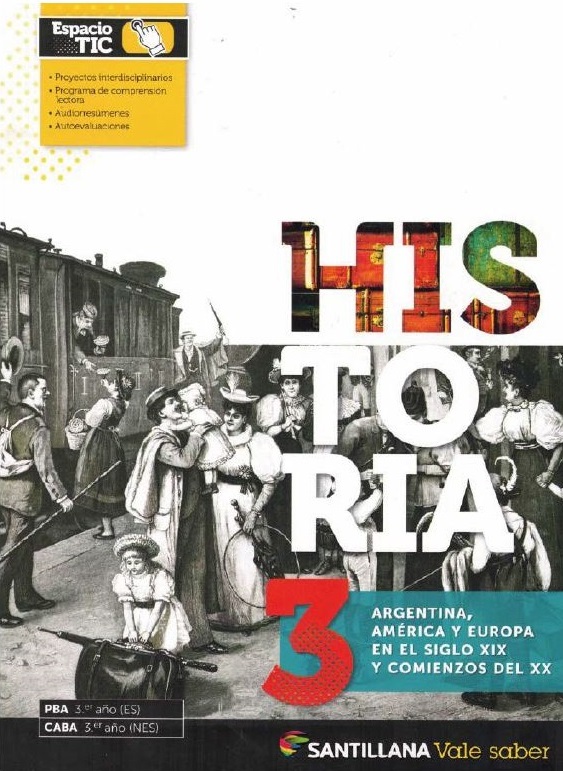 Espacio
TIC
• Proyectos interdisciplinarios
• Programa de comprensión
lectora
• Audiorresúmenes
• Autoevaluaciones
HIS
TO
RIA
3
ARGENTINA,
AMÉRICA Y EUROPA
EN EL SIGLO XIX
Y COMIENZOS DEL XX
PBA 3.er año (ES)
CABA 3.er año (NES)
SANTILLANA Vale saber